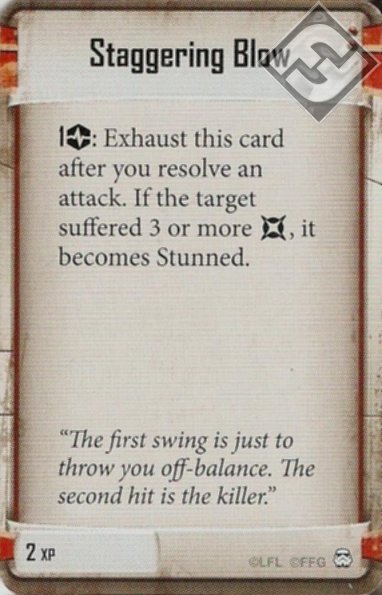 Staggering Blow
1: Exhaust this card
after you resolve an
attack. If the target
suffered 3 or more , it
becomes Stunned.
“The first swing is just to
throw you off-balance. The
second hit is the killer.”
2 XP
©LFL ©FFG